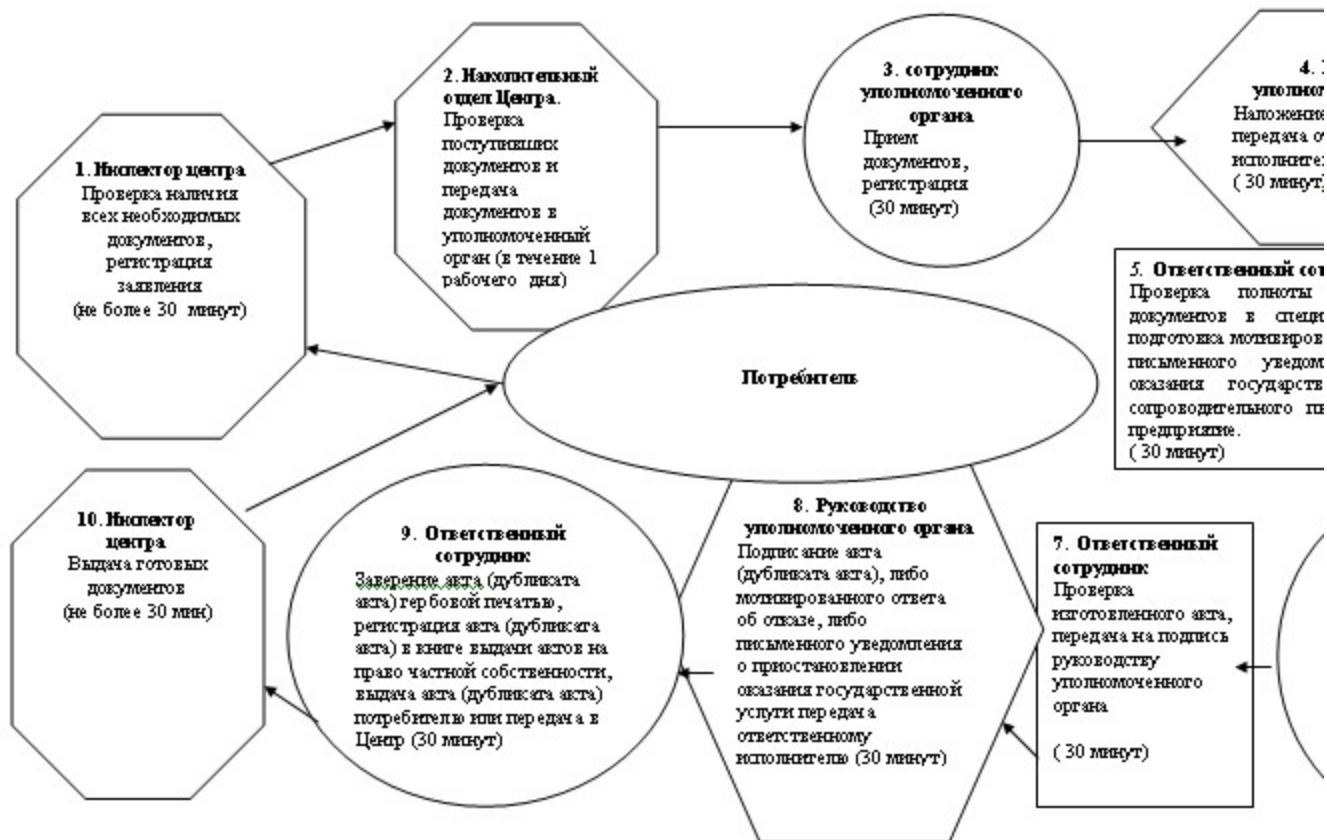 1. Инспектор центра
Проверка наличия
всех необходимых
документов,
регистрация
заявления
(не более 30 минут)
2. Накопительный
отдел Центра.
Проверка
поступивших
документов и
передача
документов в
уполномоченный
орган (в течение 1
рабочего дня)
3. сотрудник
уполномоченного
органа
Прием
документов,
регистрация
(30 минут)
4.
Наложение
передача
( 30 минут)
5. Ответственный
Проверка полноты
документов в
подготовка
письменного
оказания
сопроводительного
предприятие.
( 30 минут)
Потребитель
10. Инспектор
центра
Выдача готовых
документов
(не более 30 мин)
9. Ответственный
сотрудник
Заверение акта (дубликата
акта) гербовой печатью,
регистрация акта (дубликата
акта) в книге выдачи актов на
право частной собственности,
выдача акта (дубликата акта)
потребителю или передача в
Центр (30 минут)
8. Руководство
уполномоченного органа
Подписание акта
(дубликата акта), либо
мотивированного ответа
об отказе, либо
письменного уведомления
о приостановлении
оказания государственной
услуги передача
ответственному
исполнителю (30 минут)
7. Ответственный
сотрудник
Проверка
изготовленного акта,
передача на подпись
руководству
уполномоченного
органа
( 30 минут)